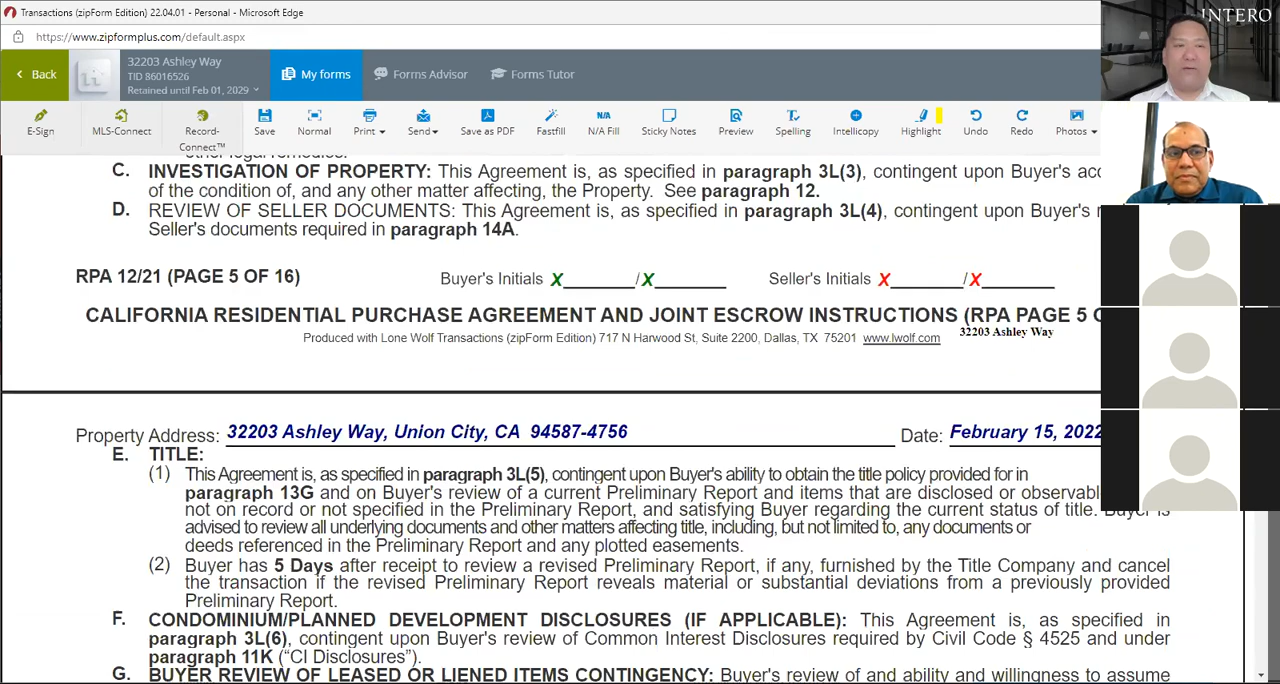 Transactions (zipForm Edition) 22.04.01 - Personal - Microsoft Edge
https://www.zipformplus.com/default.aspx
INTERO
Back
32203 Ashley Way
TID 86016526
Retained until Feb 01, 2029
My forms
Forms Advisor
Forms Tutor
E-Sign
MLS-Connect
Record-
Connect™
Save
Normal
Print
Send
Save as PDF
Fastfill
N/A
N/A Fill
Sticky Notes
Preview
Spelling
Intellicopy
Highlight
Undo
Redo
Photos
other legal remedies.
C. INVESTIGATION OF PROPERTY: This Agreement is, as specified in paragraph 3L(3), contingent upon Buyer's
of the condition of, and any other matter affecting, the Property. See paragraph 12.
D. REVIEW OF SELLER DOCUMENTS: This Agreement is, as specified in paragraph 3L(4), contingent upon Buyer's
Seller's documents required in paragraph 14A.
RPA 12/21 (PAGE 5 OF 16) Buyer's Initials X________/X________ Seller's Initials X________/X________
CALIFORNIA RESIDENTIAL PURCHASE AGREEMENT AND JOINT ESCROW INSTRUCTIONS (RPA PAGE 5
Produced with Lone Wolf Transactions (zipForm Edition) 717 N Harwood St, Suite 2200, Dallas, TX 75201 www.lwolf.com 32203 Ashley Way
Property Address: 32203 Ashley Way, Union City, CA 94587-4756 Date: February 15, 2022
E. TITLE:
(1) This Agreement is, as specified in paragraph 3L(5), contingent upon Buyer's ability to obtain the title policy provided for in
paragraph 13G and on Buyer's review of a current Preliminary Report and items that are disclosed or
not on record or not specified in the Preliminary Report, and satisfying Buyer regarding the current status of title. Buyer is
advised to review all underlying documents and other matters affecting title, including, but not limited to, any documents or
deeds referenced in the Preliminary Report and any plotted easements.
(2) Buyer has 5 Days after receipt to review a revised Preliminary Report, if any, furnished by the Title Company and cancel
the transaction if the revised Preliminary Report reveals material or substantial deviations from a previously provided
Preliminary Report.
F. CONDOMINIUM/PLANNED DEVELOPMENT DISCLOSURES (IF APPLICABLE): This Agreement is, as specified in
paragraph 3L(6), contingent upon Buyer's review of Common Interest Disclosures required by Civil Code § 4525 and under
paragraph 11K (“CI Disclosures”).
G. BUYER REVIEW OF LEASED OR LIENED ITEMS CONTINGENCY: Buyer's review of and ability and willingness to assume